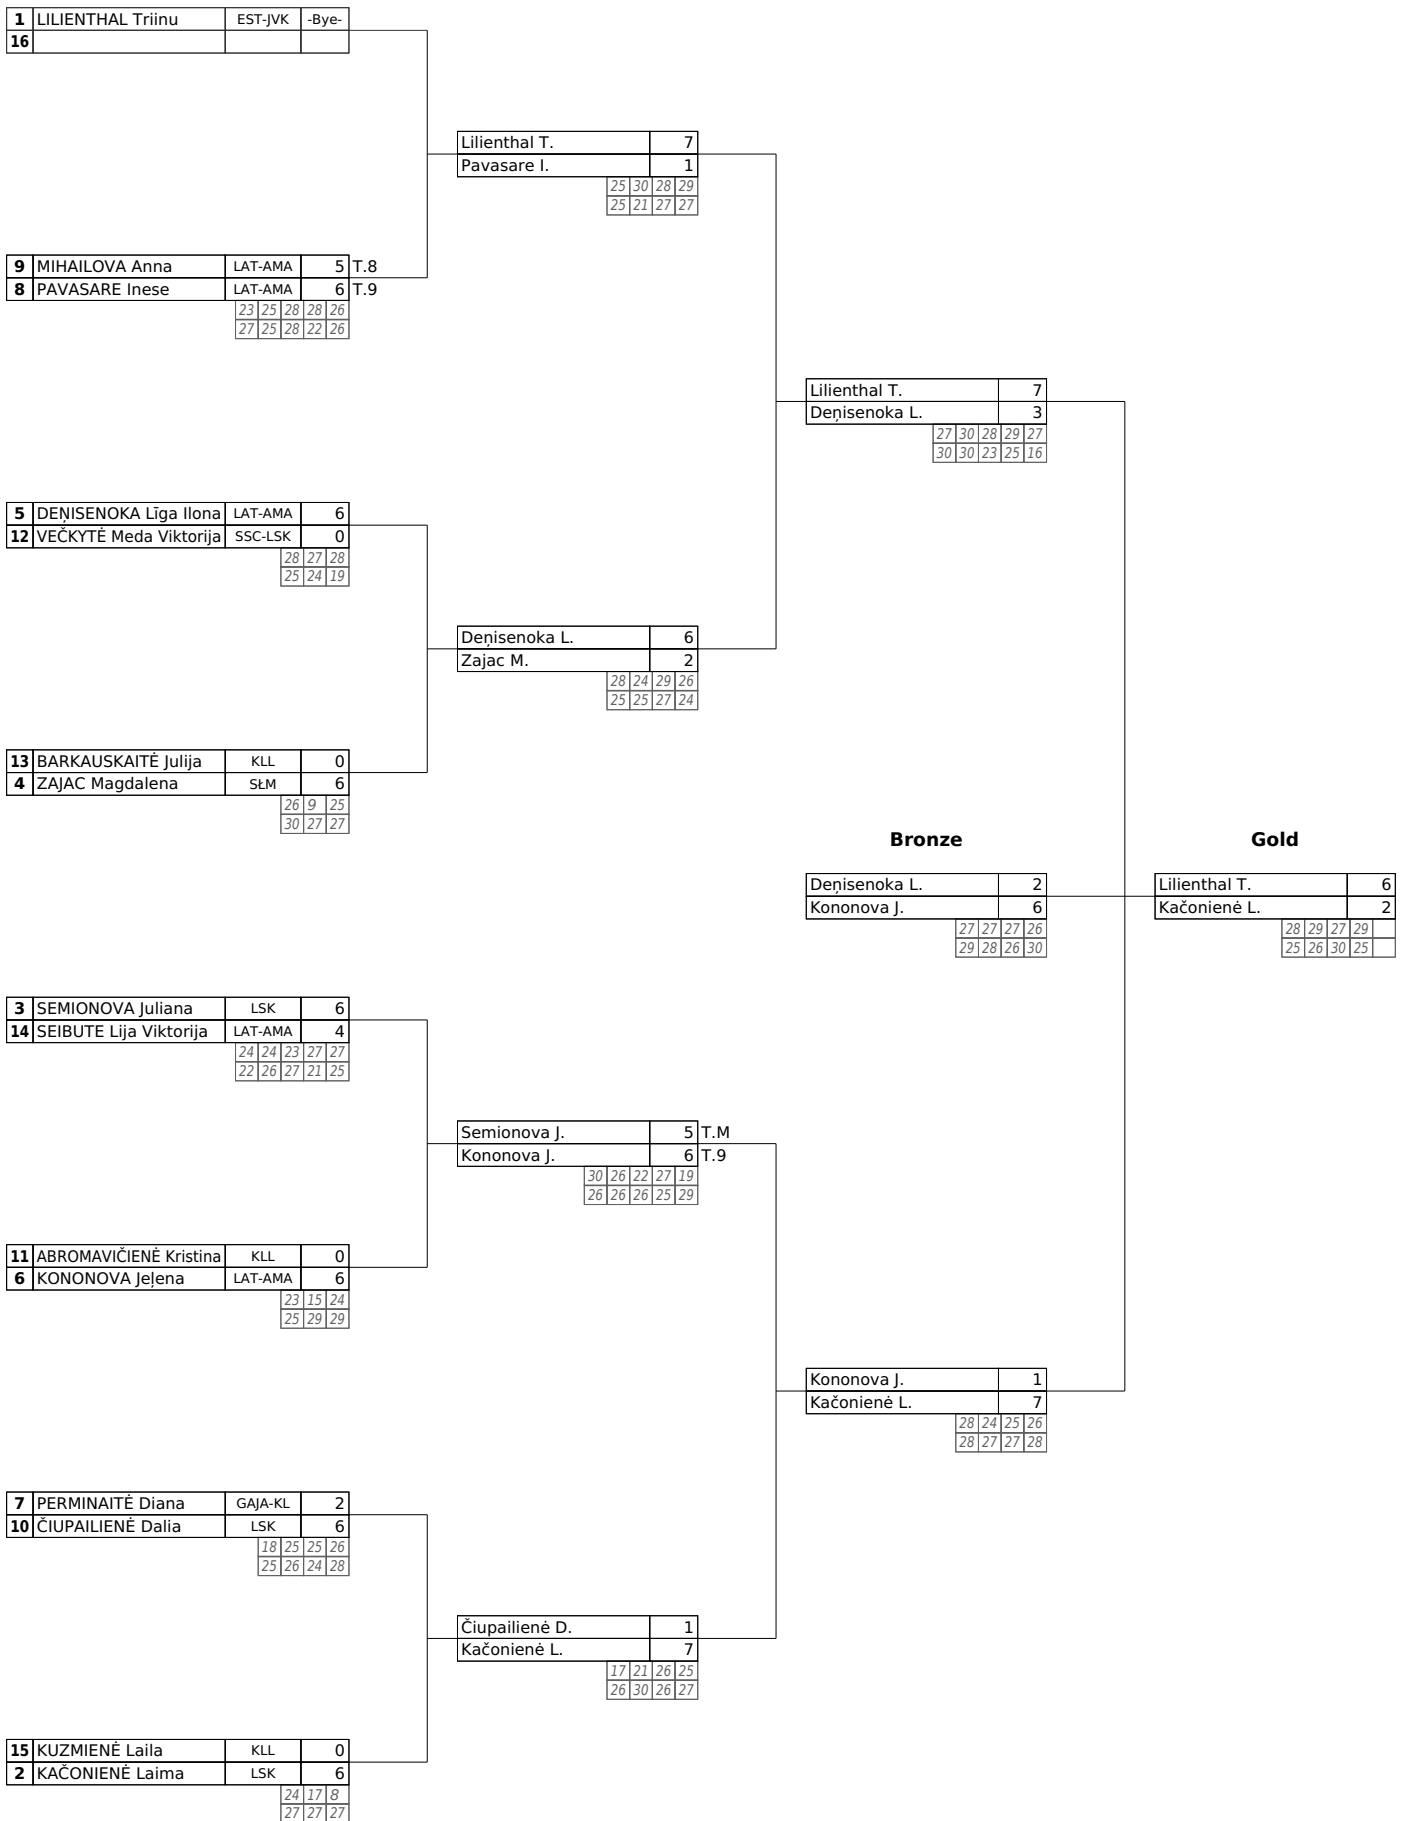 1 LILIENTHAL Triinu EST-JVK -Bye-
16
Lilienthal T. 7
Pavasare I. 1
25 30 28 29
25 21 27 27
9 MIHAILOVA Anna LAT-AMA 5 T.8
8 PAVASARE Inese LAT-AMA 6 T.9
23 25 28 28 26
27 25 28 22 26
Lilienthal T. 7
Deņisenoka L. 3
27 30 28 29 27
30 30 23 25 16
5 DEŅISENOKA Līga Ilona LAT-AMA 6
12 VEČKYTĖ Meda Viktorija SSC-LSK 0
28 27 28
25 24 19
Deņisenoka L. 6
Zajac M. 2
28 24 29 26
25 25 27 24
13 BARKAUSKAITĖ Julija KLL 0
4 ZAJAC Magdalena SŁM 6
26 9 25
30 27 27
Bronze Gold
Deņisenoka L. 2 Lilienthal T. 6
Kononova J. 6 Kačonienė L. 2
27 27 27 26 28 29 27 29
29 28 26 30 25 26 30 25
3 SEMIONOVA Juliana LSK 6
14 SEIBUTE Lija Viktorija LAT-AMA 4
24 24 23 27 27
22 26 27 21 25
Semionova J. 5 T.M
Kononova J. 6 T.9
30 26 22 27 19
26 26 26 25 29
11 ABROMAVIČIENĖ Kristina KLL 0
6 KONONOVA Jeļena LAT-AMA 6
23 15 24
25 29 29
Kononova J. 1
Kačonienė L. 7
28 24 25 26
28 27 27 28
7 PERMINAITĖ Diana GAJA-KL 2
10 ČIUPAILIENĖ Dalia LSK 6
18 25 25 26
25 26 24 28
Čiupailienė D. 1
Kačonienė L. 7
17 21 26 25
26 30 26 27
15 KUZMIENĖ Laila KLL 0
2 KAČONIENĖ Laima LSK 6
24 17 8
27 27 27